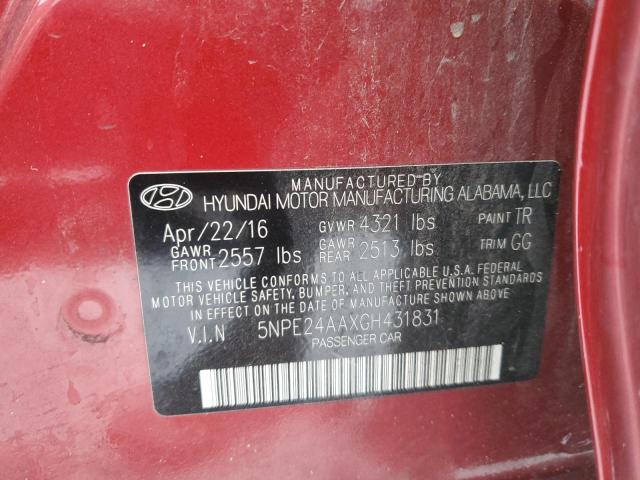 MANUFACTURED BY
HYUNDAI MOTOR MANUFACTURING ALABAMA, LLC
Apr/22/16 GVWR 4321 lbs PAINT TR
GAWR FRONT 2557 lbs GAWR REAR 2513 lbs TRIM GG
THIS VEHICLE CONFORMS TO ALL APPLICABLE U.S.A. FEDERAL
MOTOR VEHICLE SAFETY, BUMPER, AND THEFT PREVENTION
STANDARDS IN EFFECT ON THE DATE OF MANUFACTURE SHOWN ABOVE.
V.I.N 5NPE24AAXGH431831
PASSENGER CAR